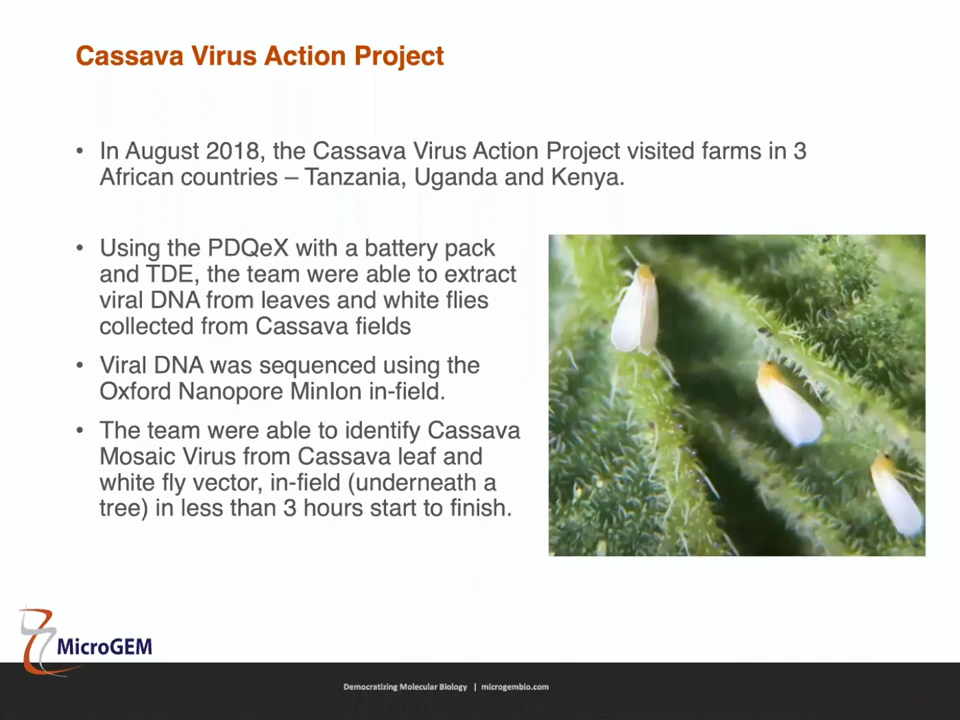 Cassava Virus Action Project
• In August 2018, the Cassava Virus Action Project visited farms in 3
African countries – Tanzania, Uganda and Kenya.
• Using the PDQeX with a battery pack
and TDE, the team were able to extract
viral DNA from leaves and white flies
collected from Cassava fields
• Viral DNA was sequenced using the
Oxford Nanopore MinIon in-field.
• The team were able to identify Cassava
Mosaic Virus from Cassava leaf and
white fly vector, in-field (underneath a
tree) in less than 3 hours start to finish.
MicroGEM
Democratizing Molecular Biology | microgembio.com